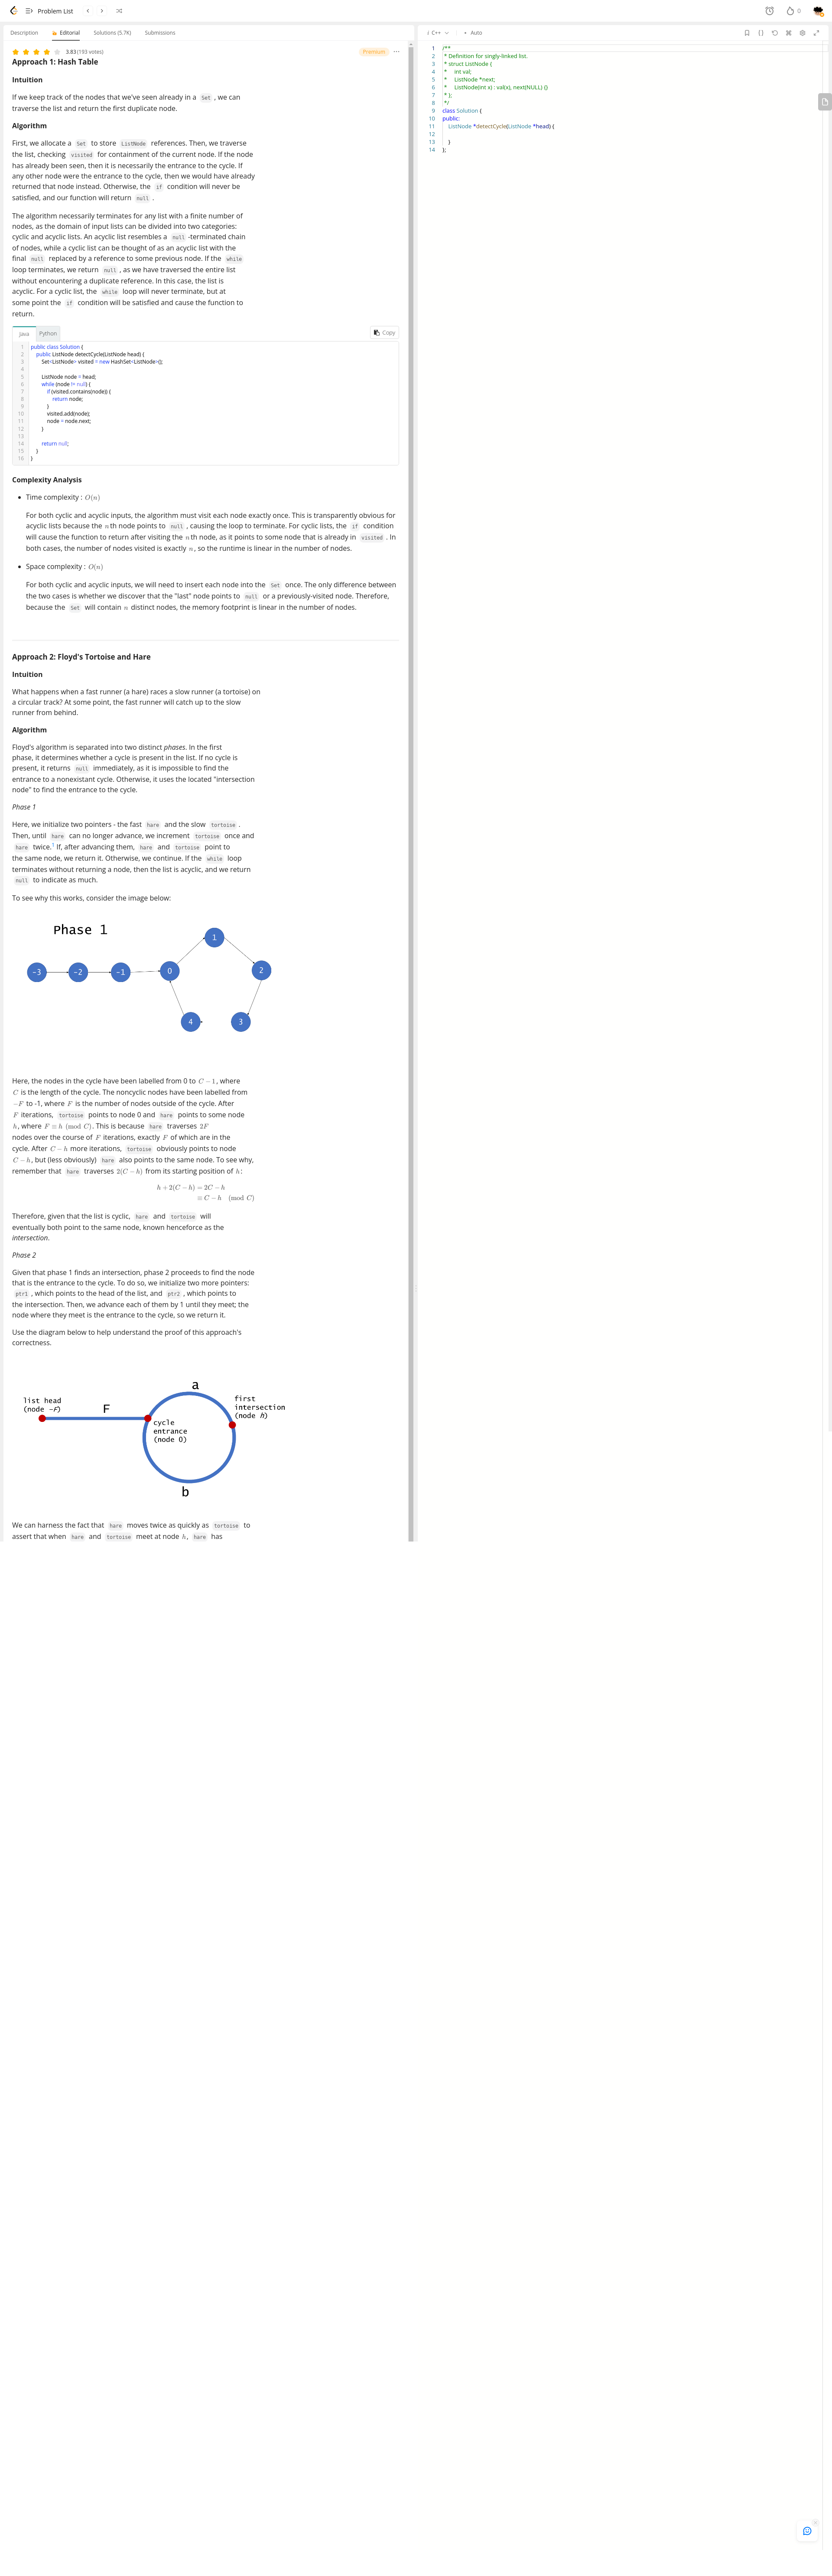 Problem List
0
Description
Editorial
Solutions (5.7K)
Submissions
3.83 (193 votes)
Premium
Approach 1: Hash Table
Intuition
If we keep track of the nodes that we've seen already in a Set , we can
traverse the list and return the first duplicate node.
Algorithm
First, we allocate a Set to store ListNode references. Then, we traverse
the list, checking visited for containment of the current node. If the node
has already been seen, then it is necessarily the entrance to the cycle. If
any other node were the entrance to the cycle, then we would have already
returned that node instead. Otherwise, the if condition will never be
satisfied, and our function will return null .
The algorithm necessarily terminates for any list with a finite number of
nodes, as the domain of input lists can be divided into two categories:
cyclic and acyclic lists. An acyclic list resembles a null -terminated chain
of nodes, while a cyclic list can be thought of as an acyclic list with the
final null replaced by a reference to some previous node. If the while
loop terminates, we return null , as we have traversed the entire list
without encountering a duplicate reference. In this case, the list is
acyclic. For a cyclic list, the while loop will never terminate, but at
some point the if condition will be satisfied and cause the function to
return.
Java
Python
Copy
1 public class Solution {
2 public ListNode detectCycle(ListNode head) {
3 Set<ListNode> visited = new HashSet<ListNode>();
4
5 ListNode node = head;
6 while (node != null) {
7 if (visited.contains(node)) {
8 return node;
9 }
10 visited.add(node);
11 node = node.next;
12 }
13
14 return null;
15 }
16 }
Complexity Analysis
• Time complexity : O(n)
For both cyclic and acyclic inputs, the algorithm must visit each node exactly once. This is transparently obvious for
acyclic lists because the nth node points to null , causing the loop to terminate. For cyclic lists, the if condition
will cause the function to return after visiting the nth node, as it points to some node that is already in visited . In
both cases, the number of nodes visited is exactly n, so the runtime is linear in the number of nodes.
• Space complexity : O(n)
For both cyclic and acyclic inputs, we will need to insert each node into the Set once. The only difference between
the two cases is whether we discover that the "last" node points to null or a previously-visited node. Therefore,
because the Set will contain n distinct nodes, the memory footprint is linear in the number of nodes.
Approach 2: Floyd's Tortoise and Hare
Intuition
What happens when a fast runner (a hare) races a slow runner (a tortoise) on
a circular track? At some point, the fast runner will catch up to the slow
runner from behind.
Algorithm
Floyd's algorithm is separated into two distinct phases. In the first
phase, it determines whether a cycle is present in the list. If no cycle is
present, it returns null immediately, as it is impossible to find the
entrance to a nonexistant cycle. Otherwise, it uses the located "intersection
node" to find the entrance to the cycle.
Phase 1
Here, we initialize two pointers - the fast hare and the slow tortoise .
Then, until hare can no longer advance, we increment tortoise once and
hare twice.1 If, after advancing them, hare and tortoise point to
the same node, we return it. Otherwise, we continue. If the while loop
terminates without returning a node, then the list is acyclic, and we return
null to indicate as much.
To see why this works, consider the image below:
Phase 1
1
-3 -2 -1 0 2
4 3
Here, the nodes in the cycle have been labelled from 0 to C − 1, where
C is the length of the cycle. The noncyclic nodes have been labelled from
−F to -1, where F is the number of nodes outside of the cycle. After
F iterations, tortoise points to node 0 and hare points to some node
h, where F ≡ h (mod C). This is because hare traverses 2F
nodes over the course of F iterations, exactly F of which are in the
cycle. After C − h more iterations, tortoise obviously points to node
C − h, but (less obviously) hare also points to the same node. To see why,
remember that hare traverses 2(C − h) from its starting position of h:
h + 2(C − h) = 2C − h
≡ C − h (mod C)
Therefore, given that the list is cyclic, hare and tortoise will
eventually both point to the same node, known henceforce as the
intersection.
Phase 2
Given that phase 1 finds an intersection, phase 2 proceeds to find the node
that is the entrance to the cycle. To do so, we initialize two more pointers:
ptr1 , which points to the head of the list, and ptr2 , which points to
the intersection. Then, we advance each of them by 1 until they meet; the
node where they meet is the entrance to the cycle, so we return it.
Use the diagram below to help understand the proof of this approach's
correctness.
a
list head
(node -F)
F
first
intersection
(node h)
cycle
entrance
(node 0)
b
We can harness the fact that hare moves twice as quickly as tortoise to
assert that when hare and tortoise meet at node h, hare has
i C++
• Auto
1 /**
2 * Definition for singly-linked list.
3 * struct ListNode {
4 * int val;
5 * ListNode *next;
6 * ListNode(int x) : val(x), next(NULL) {}
7 * };
8 */
9 class Solution {
10 public:
11 ListNode *detectCycle(ListNode *head) {
12
13 }
14 };